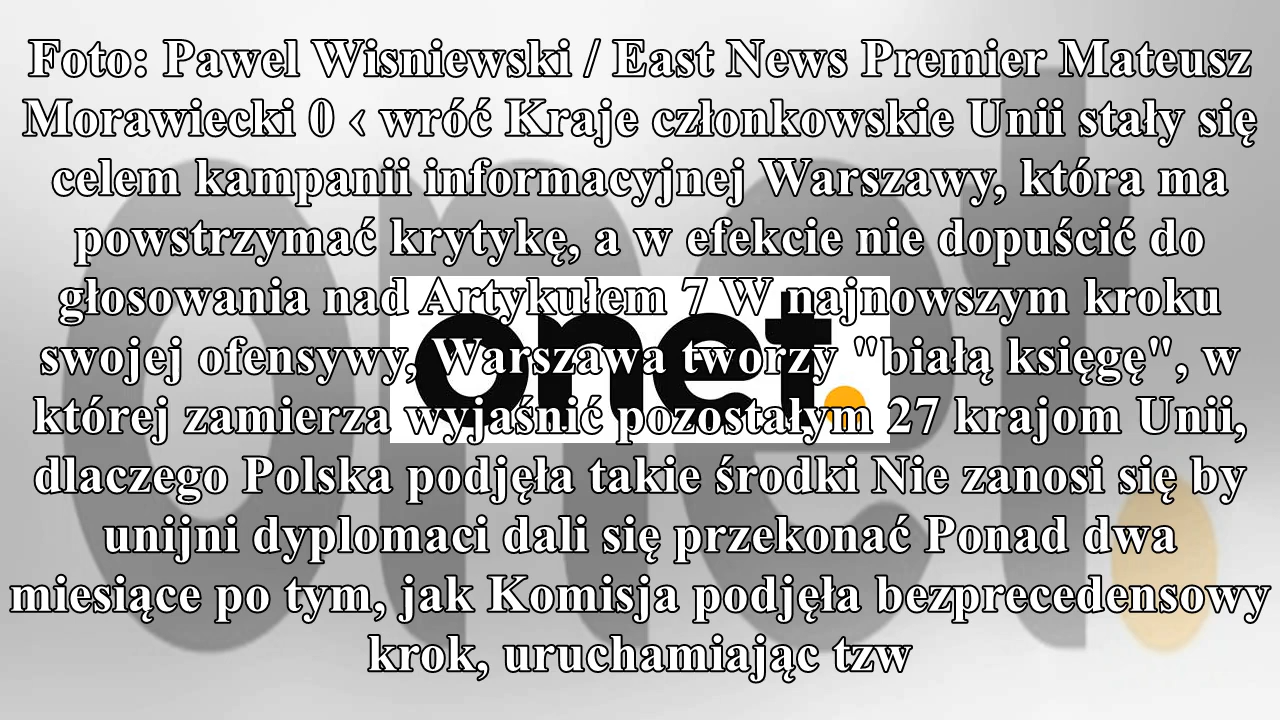 Foto: Pawel Wisniewski / East News Premier Mateusz
Morawiecki 0 ‹ wróć Kraje członkowskie Unii stały się
celem kampanii informacyjnej Warszawy, która ma
powstrzymać krytykę, a w efekcie nie dopuścić do
głosowania nad Artykułem 7 W najnowszym kroku
swojej ofensywy, Warszawa tworzy "białą księgę", w
której zamierza wyjaśnić pozostałym 27 krajom Unii,
dlaczego Polska podjęła takie środki Nie zanosi się by
unijni dyplomaci dali się przekonać Ponad dwa
miesiące po tym, jak Komisja podjęła bezprecedensowy
krok, uruchamiając tzw
onet.
onet.